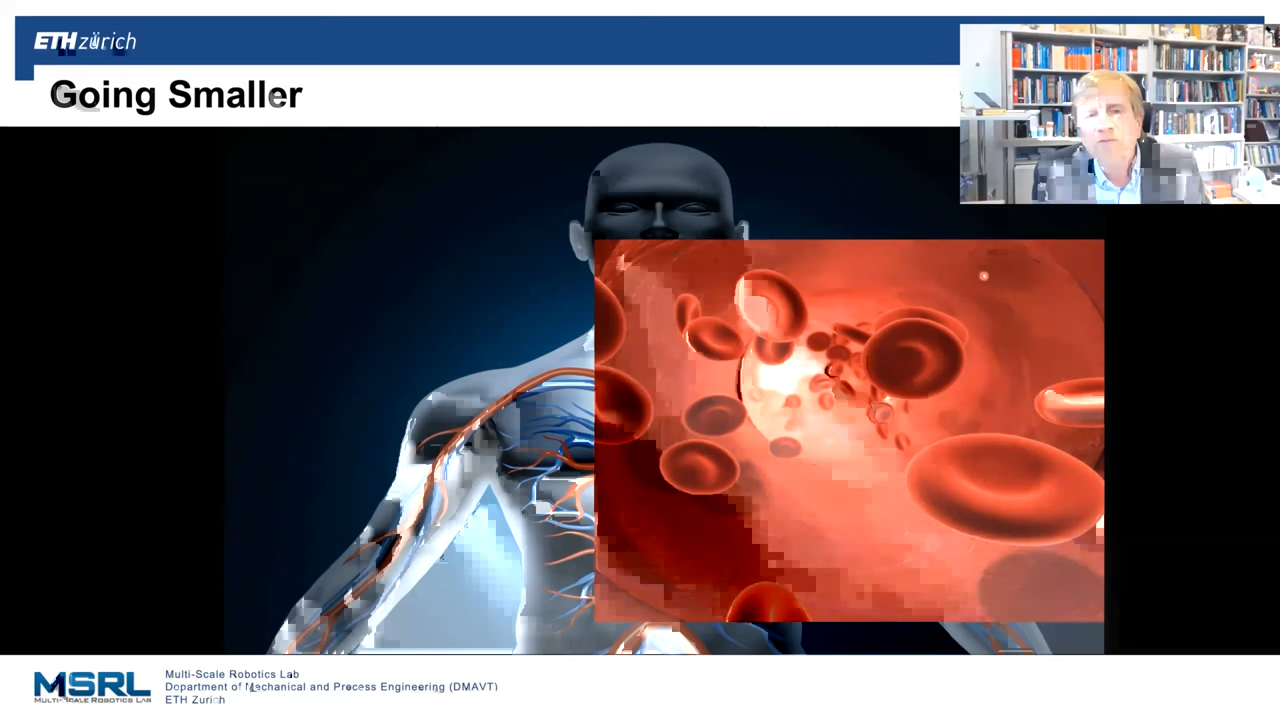 ETH zürich
Going Smaller
MSRL
MULTI-SCALE ROBOTICS LAB
Multi-Scale Robotics Lab
Department of Mechanical and Process Engineering (DMAVT)
ETH Zurich